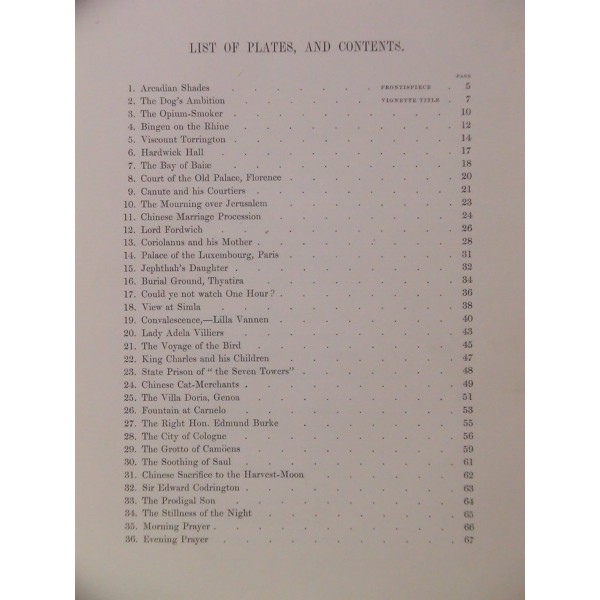 LIST OF PLATES, AND CONTENTS.
PAGE
1. Arcadian Shades . . . . . . FRONTISPIECE . 5
2. The Dog's Ambition . . . . . VIGNETTE TITLE . 7
3. The Opium-Smoker . . . . . . . . . 10
4. Bingen on the Rhine . . . . . . . . 12
5. Viscount Torrington . . . . . . . . 14
6. Hardwick Hall . . . . . . . . . 17
7. The Bay of Baiæ . . . . . . . . . 18
8. Court of the Old Palace, Florence . . . . . . . 20
9. Canute and his Courtiers . . . . . . . . 21
10. The Mourning over Jerusalem . . . . . . . 23
11. Chinese Marriage Procession . . . . . . . 24
12. Lord Fordwich . . . . . . . . . 26
13. Coriolanus and his Mother . . . . . . . . 28
14. Palace of the Luxembourg, Paris . . . . . . . 31
15. Jephthah's Daughter . . . . . . . . . 32
16. Burial Ground, Thyatira . . . . . . . . 34
17. Could ye not watch One Hour? . . . . . . . 36
18. View at Simla . . . . . . . . . 38
19. Convalescence,—Lilla Vannen . . . . . . . 40
20. Lady Adela Villiers . . . . . . . . 43
21. The Voyage of the Bird . . . . . . . . 45
22. King Charles and his Children . . . . . . . 47
23. State Prison of "the Seven Towers" . . . . . . 48
24. Chinese Cat-Merchants . . . . . . . . 49
25. The Villa Doria, Genoa . . . . . . . . 51
26. Fountain at Carnelo . . . . . . . . 53
27. The Right Hon. Edmund Burke . . . . . . . 55
28. The City of Cologne . . . . . . . . 56
29. The Grotto of Camöens . . . . . . . . 59
30. The Soothing of Saul . . . . . . . . 61
31. Chinese Sacrifice to the Harvest-Moon . . . . . . 62
32. Sir Edward Codrington . . . . . . . . 63
33. The Prodigal Son . . . . . . . . . 64
34. The Stillness of the Night . . . . . . . 65
35. Morning Prayer . . . . . . . . . 66
36. Evening Prayer . . . . . . . . . 67